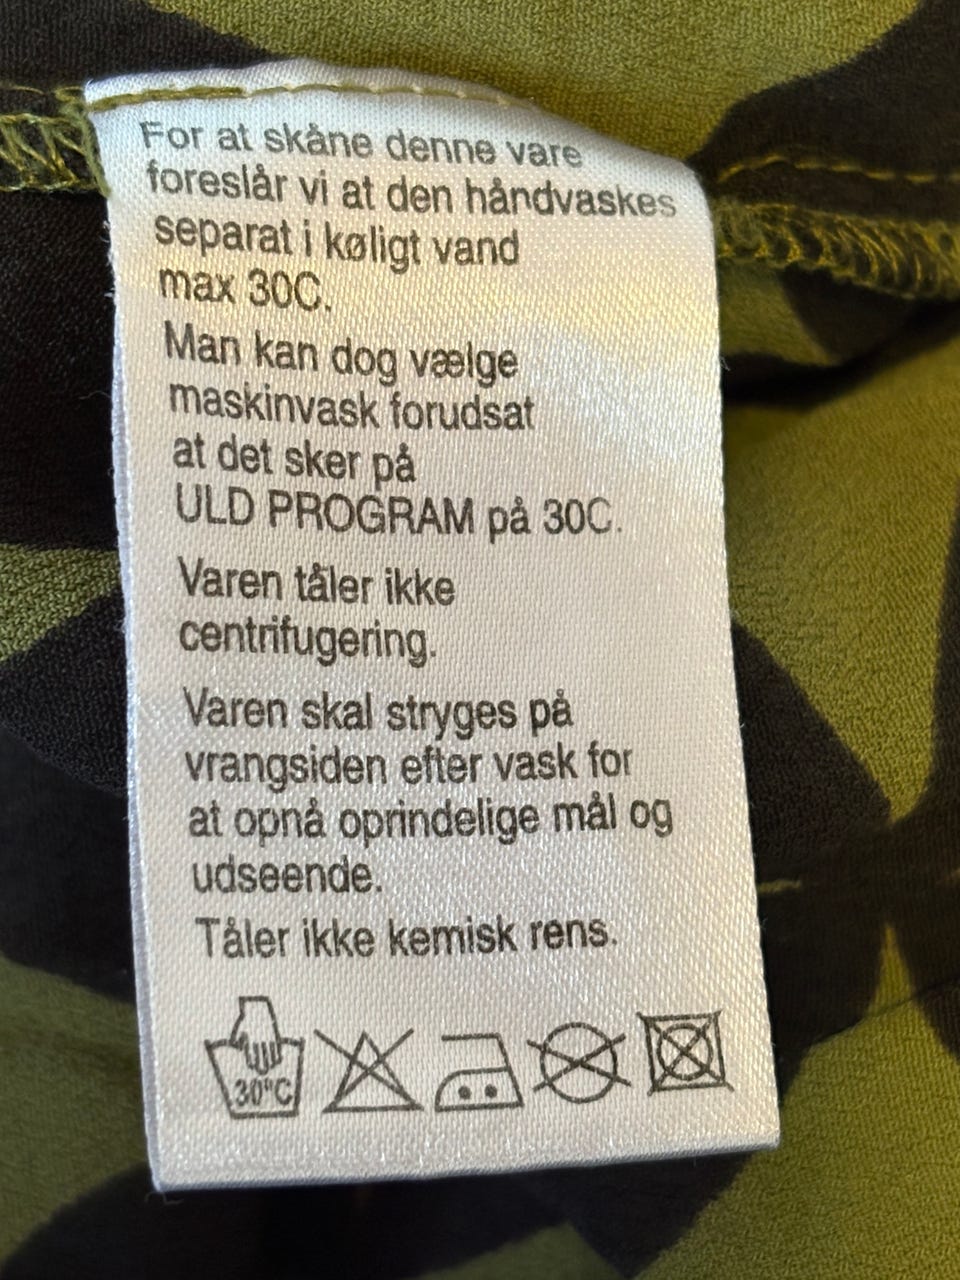 For at skåne denne vare
foreslår vi at den håndvaskes
separat i køligt vand
max 30C.
Man kan dog vælge
maskinvask forudsat
at det sker på
ULD PROGRAM på 30C.
Varen tåler ikke
centrifugering.
Varen skal stryges på
vrangsiden efter vask for
at opnå oprindelige mål og
udseende.
Tåler ikke kemisk rens.
30°C